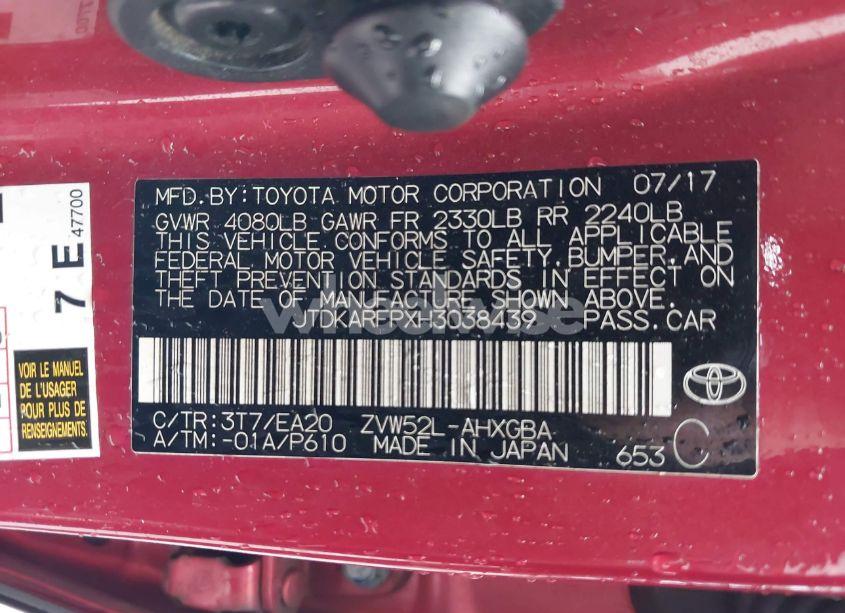 MFD.BY:TOYOTA MOTOR CORPORATION 07/17
GVWR 4080LB GAWR FR 2330LB RR 2240LB
THIS VEHICLE CONFORMS TO ALL APPLICABLE
FEDERAL MOTOR VEHICLE SAFETY,BUMPER,AND
THEFT PREVENTION STANDARDS IN EFFECT ON
THE DATE OF MANUFACTURE SHOWN ABOVE.
JTDKARFPXH3038439 PASS.CAR
C/TR:3T7/EA20 ZVW52L-AHXGBA
A/TM:-01A/P610 MADE IN JAPAN 653 C
7 E
47700
VOIR LE MANUEL
DE L'USAGER
POUR PLUS DE
RENSEIGNEMENTS.